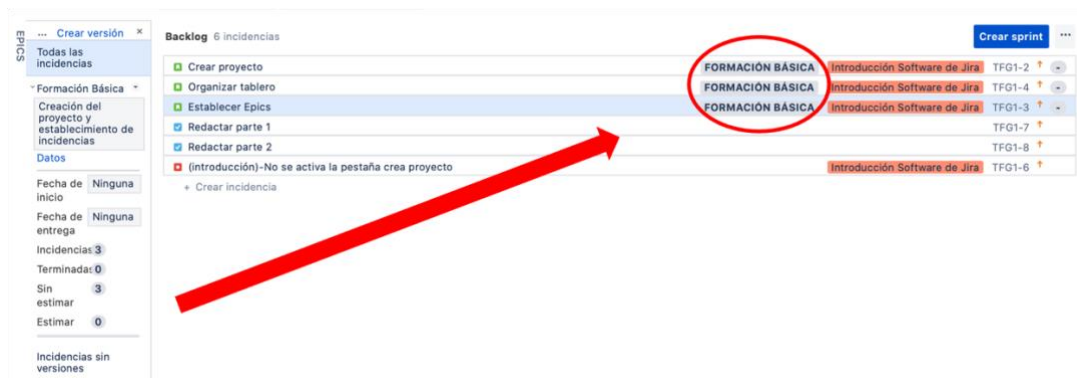 EPICS
... Crear versión ×
Todas las
incidencias
Formación Básica
Creación del
proyecto y
establecimiento de
incidencias
Datos
Fecha de Ninguna
inicio
Fecha de Ninguna
entrega
Incidencias 3
Terminadas 0
Sin 3
estimar
Estimar 0
Incidencias sin
versiones
Backlog 6 incidencias
Crear sprint ...
Crear proyecto FORMACIÓN BÁSICA Introducción Software de Jira TFG1-2 -
Organizar tablero FORMACIÓN BÁSICA Introducción Software de Jira TFG1-4 -
Establecer Epics FORMACIÓN BÁSICA Introducción Software de Jira TFG1-3 -
Redactar parte 1 TFG1-7
Redactar parte 2 TFG1-8
(introducción)-No se activa la pestaña crea proyecto Introducción Software de Jira TFG1-6
+ Crear incidencia